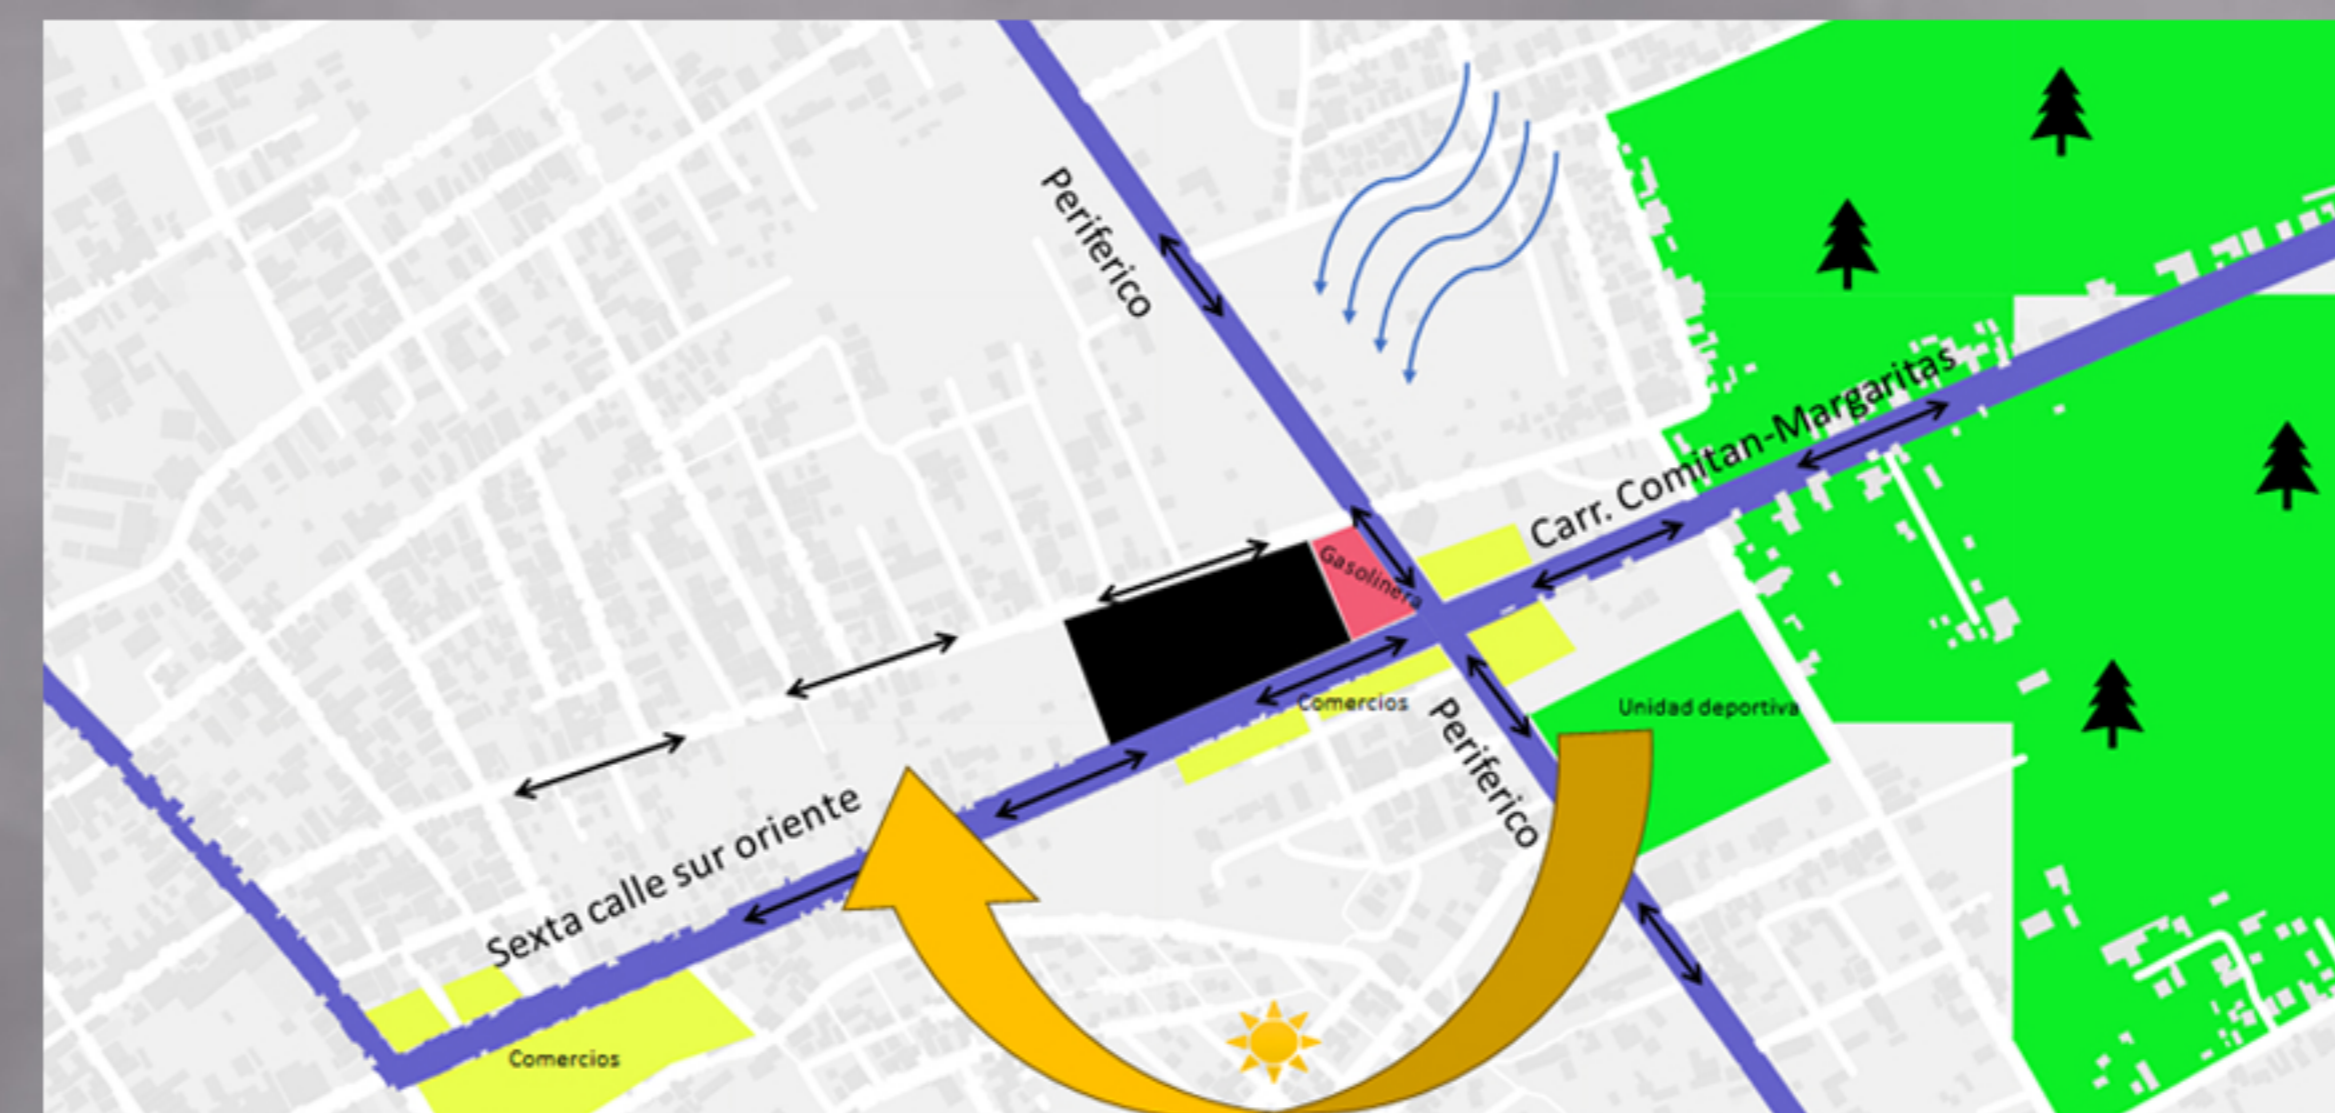 Periferico
Carr. Comitan-Margaritas
Gasolinera
Comercios
Unidad deportiva
Periferico
Sexta calle sur oriente
Comercios